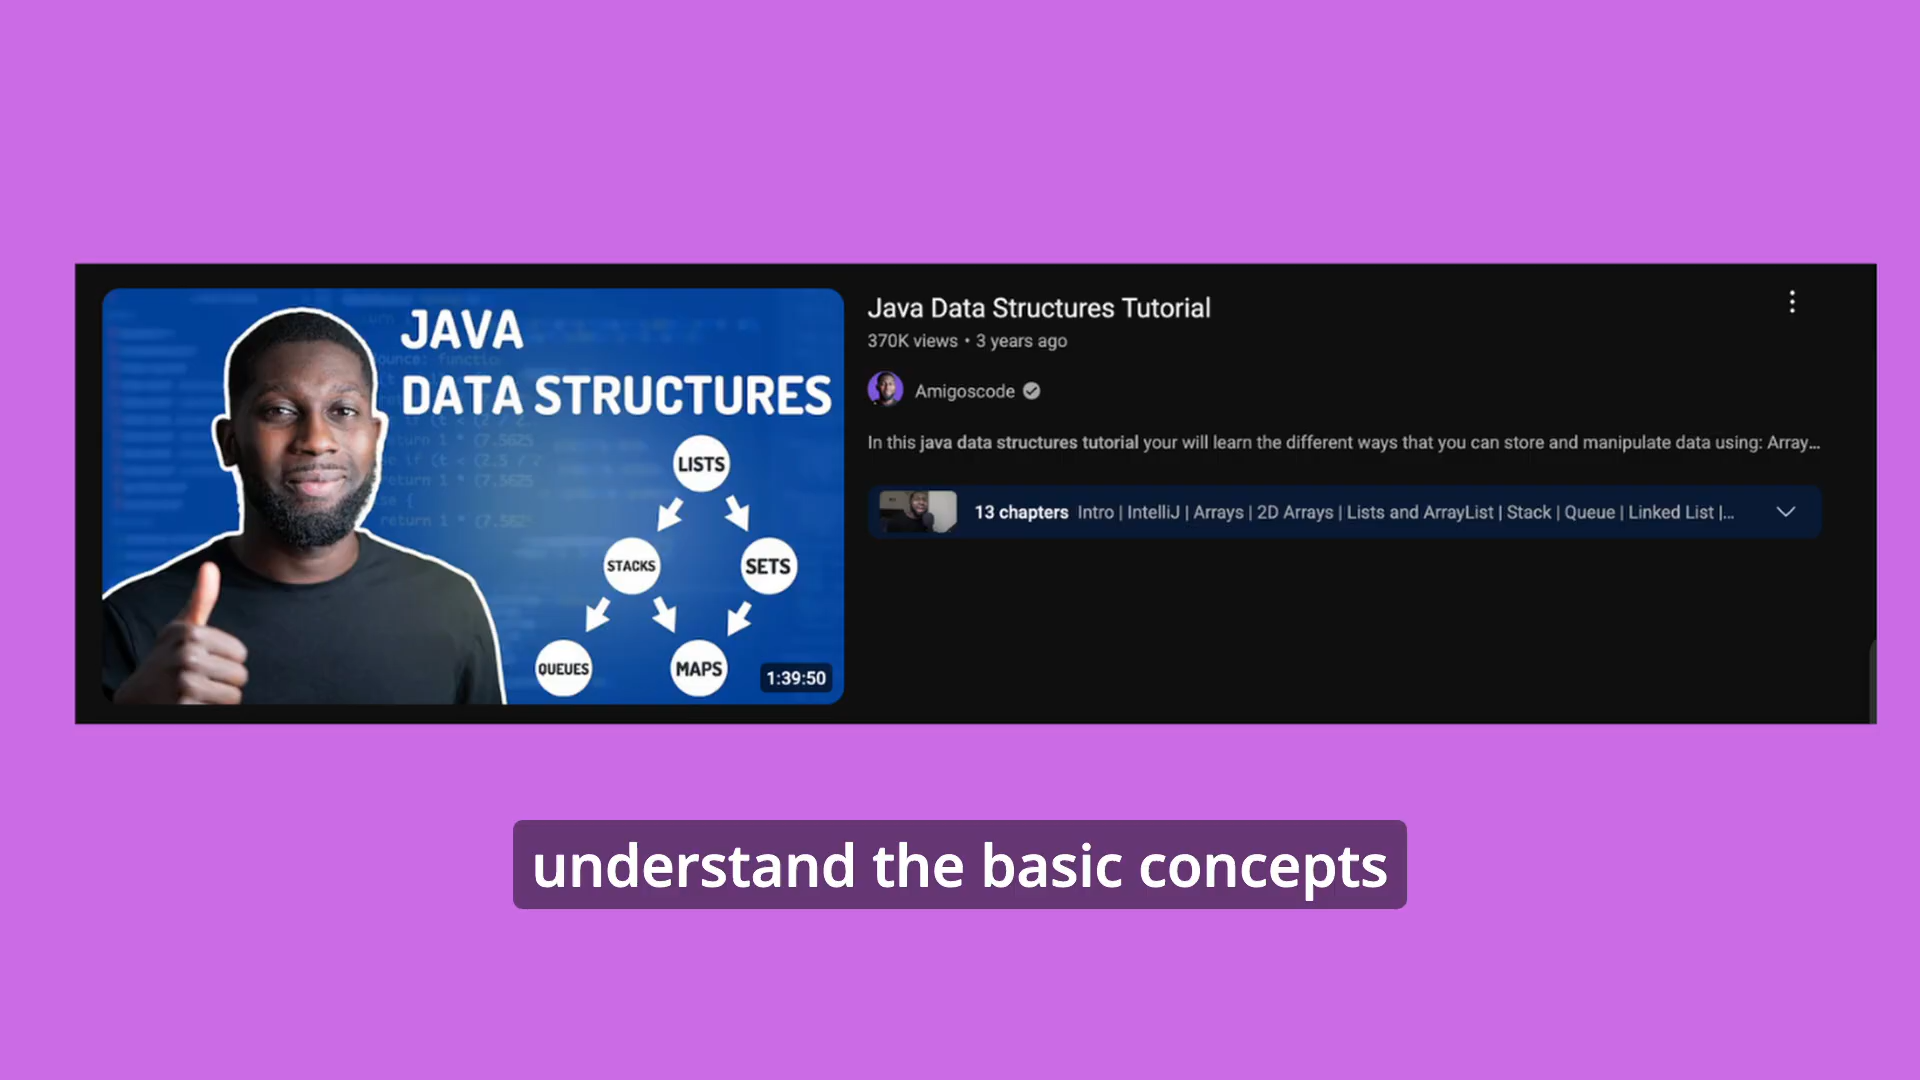 JAVA
DATA STRUCTURES
LISTS
STACKS
SETS
QUEUES
MAPS
1:39:50
Java Data Structures Tutorial
370K views • 3 years ago
Amigoscode
In this java data structures tutorial your will learn the different ways that you can store and manipulate data using: Array...
13 chapters Intro | IntelliJ | Arrays | 2D Arrays | Lists and ArrayList | Stack | Queue | Linked List |...
understand the basic concepts